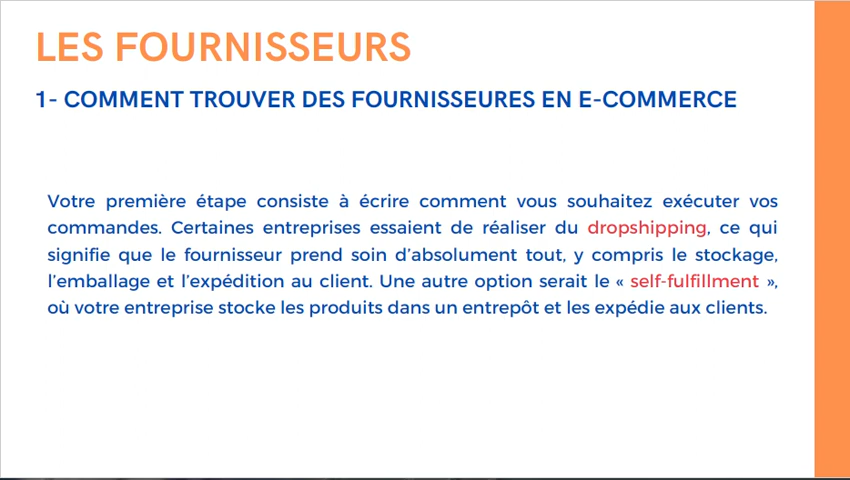 LES FOURNISSEURS
1- COMMENT TROUVER DES FOURNISSEURES EN E-COMMERCE
Votre première étape consiste à écrire comment vous souhaitez exécuter vos
commandes. Certaines entreprises essaient de réaliser du dropshipping, ce qui
signifie que le fournisseur prend soin d’absolument tout, y compris le stockage,
l’emballage et l’expédition au client. Une autre option serait le « self-fulfillment »,
où votre entreprise stocke les produits dans un entrepôt et les expédie aux clients.